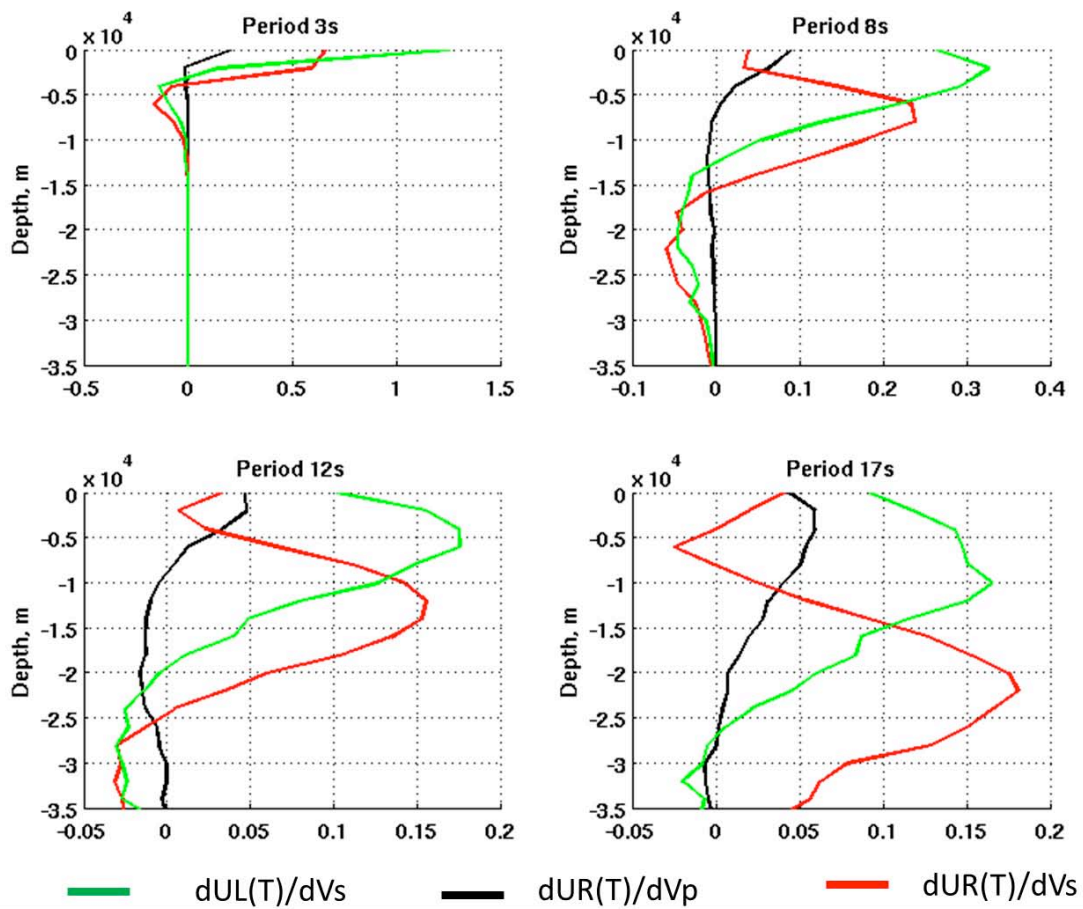 x 10^4 Period 3s
Depth, m
0
-0.5
-1
-1.5
-2
-2.5
-3
-3.5
-0.5 0 0.5 1 1.5
x 10^4 Period 8s
Depth, m
0
-0.5
-1
-1.5
-2
-2.5
-3
-3.5
-0.1 0 0.1 0.2 0.3 0.4
x 10^4 Period 12s
Depth, m
0
-0.5
-1
-1.5
-2
-2.5
-3
-3.5
-0.05 0 0.05 0.1 0.15 0.2
x 10^4 Period 17s
Depth, m
0
-0.5
-1
-1.5
-2
-2.5
-3
-3.5
-0.05 0 0.05 0.1 0.15 0.2
dUL(T)/dVs dUR(T)/dVp dUR(T)/dVs